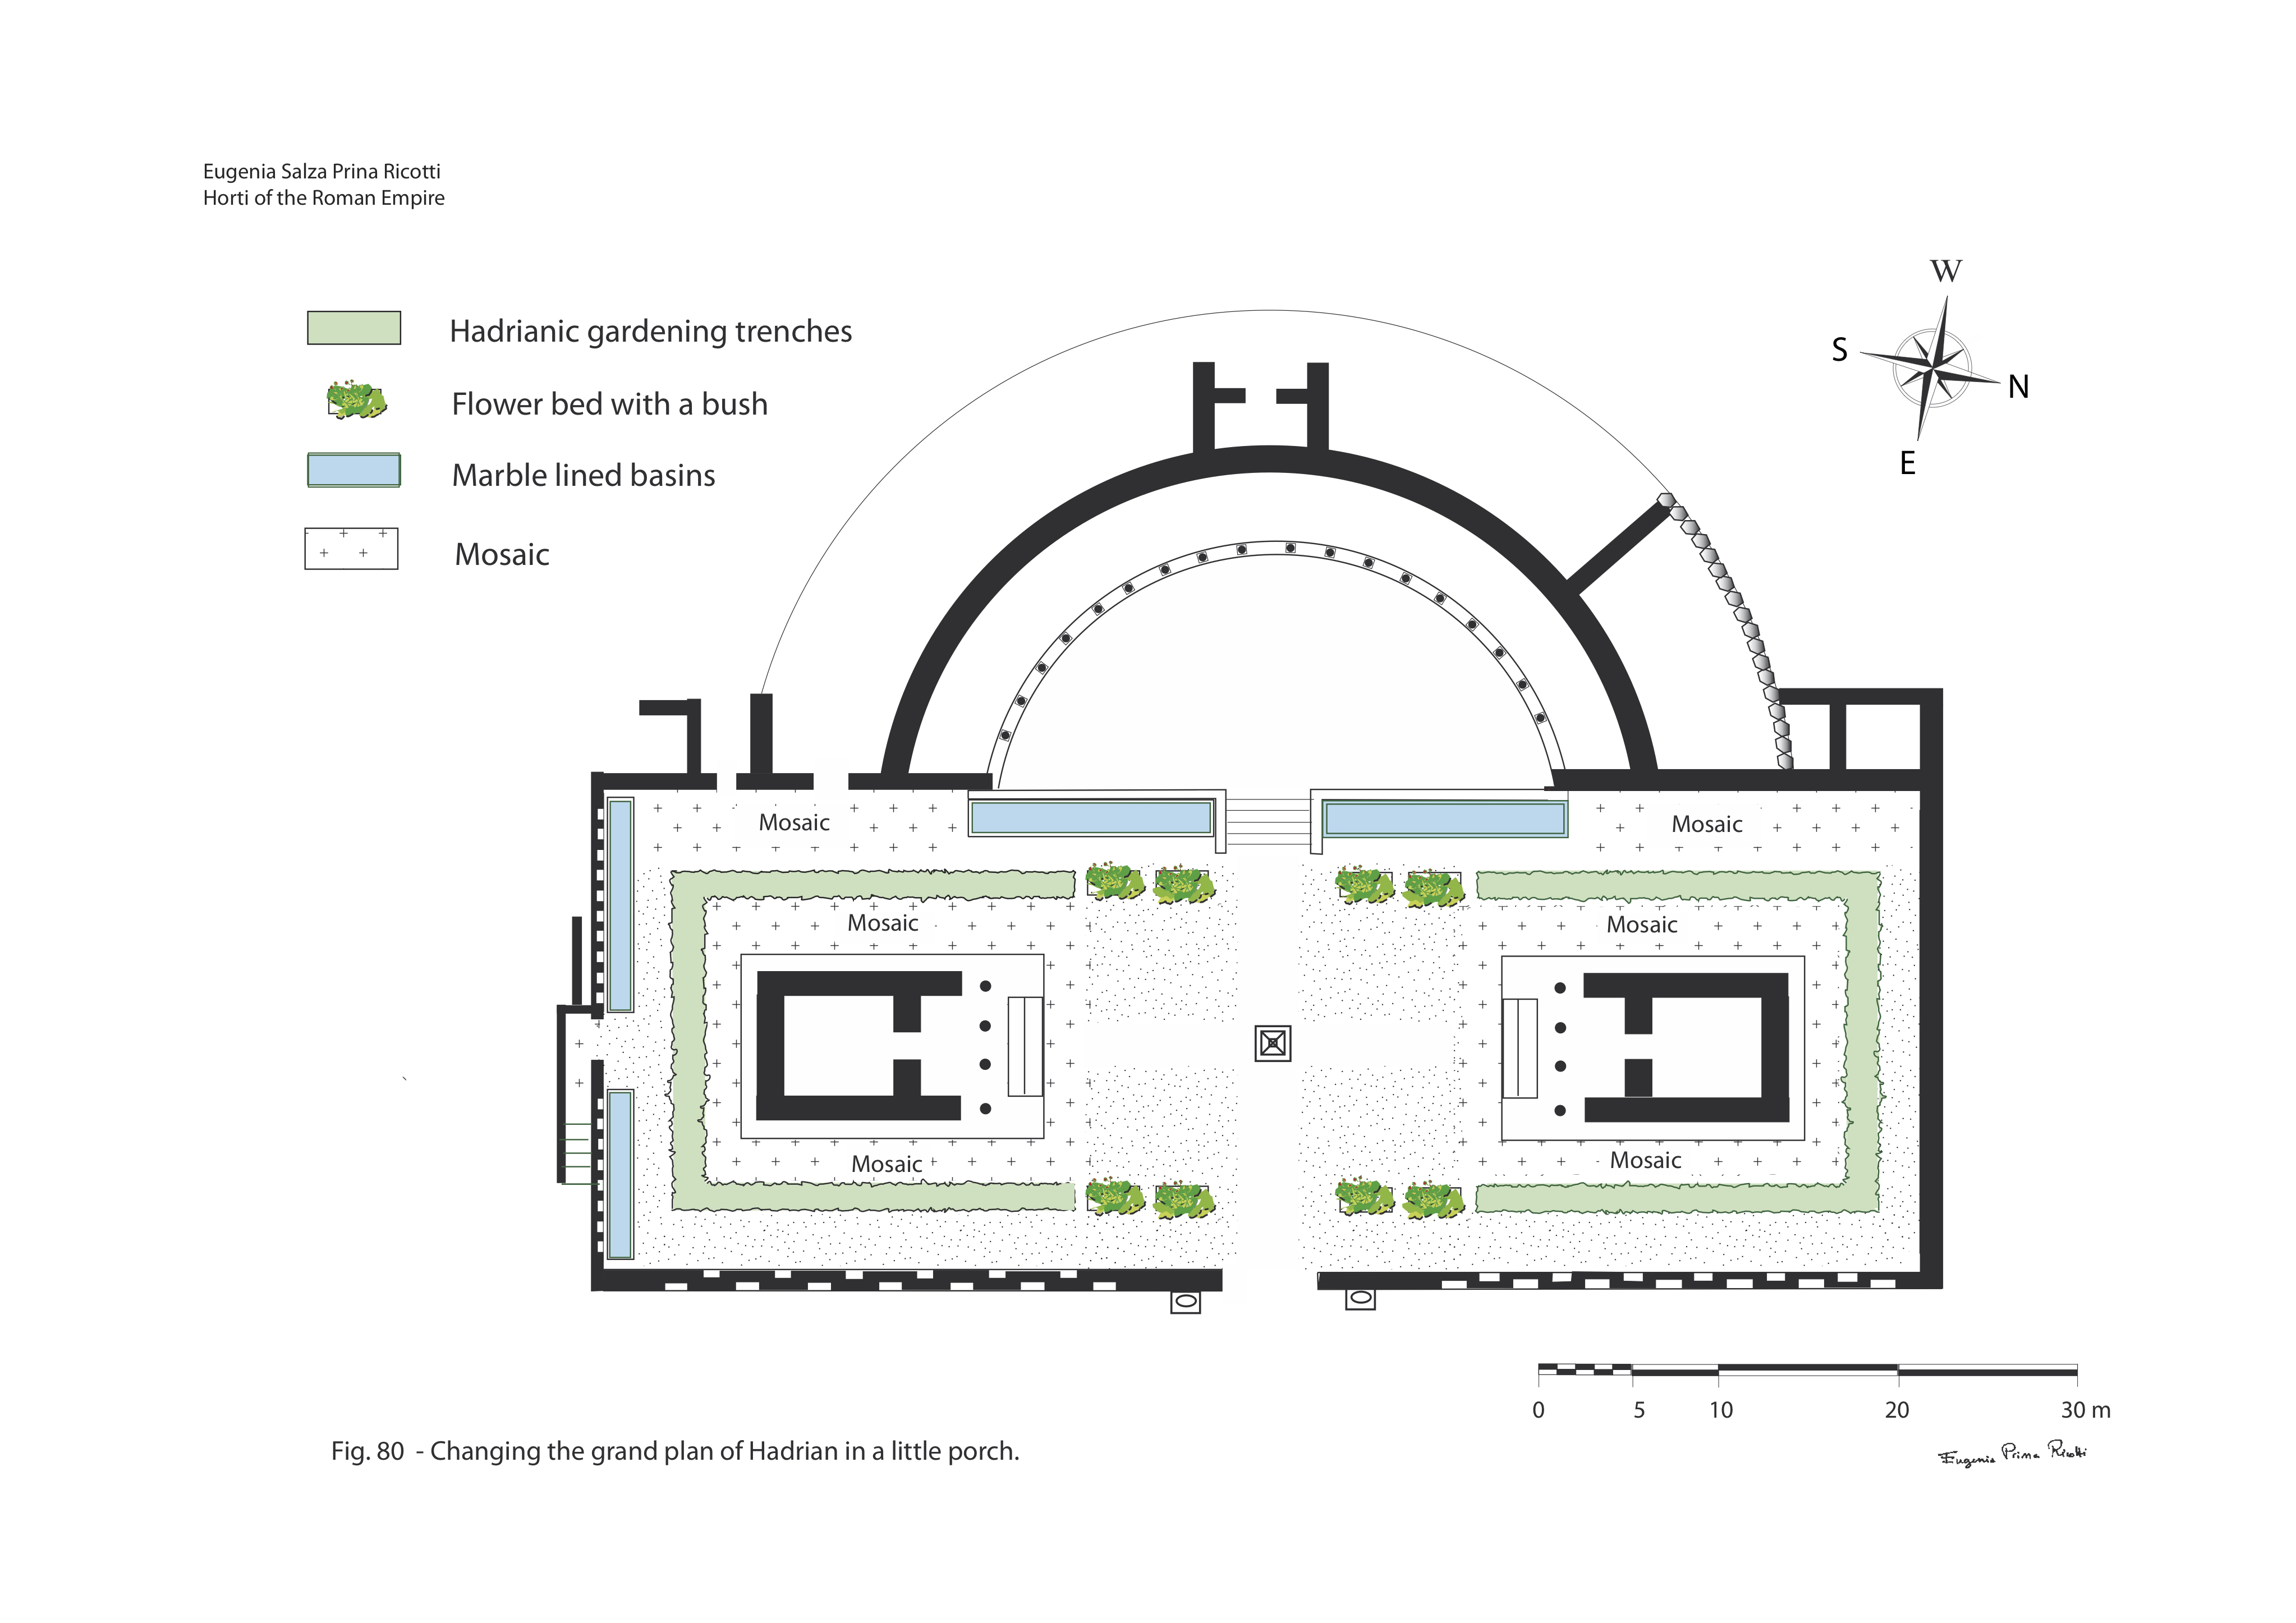 Eugenia Salza Prina Ricotti
Horti of the Roman Empire
W
S
N
E
Hadrianic gardening trenches
Flower bed with a bush
Marble lined basins
Mosaic
Mosaic
Mosaic
Mosaic
Mosaic
Mosaic
Mosaic
0 5 10 20 30 m
Fig. 80 - Changing the grand plan of Hadrian in a little porch.
Eugenia Prina Ricotti